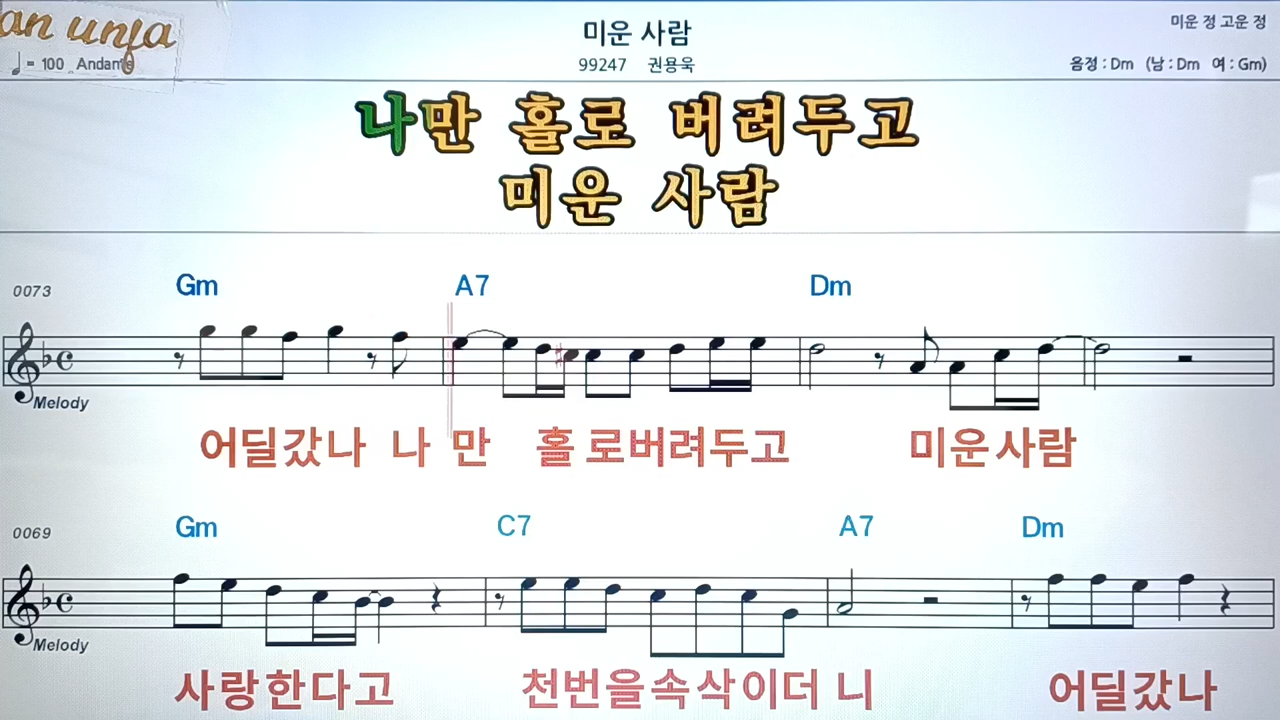 an unja
미운 사람
미운 정 고운 정
♩ = 100 Andante
99247 권용욱
음정 : Dm (남 : Dm 여 : Gm)
나만 홀로 버려두고
미운 사람
0073 Gm A7 Dm
Melody
어딜갔나 나 만 홀 로버려두고 미운사람
0069 Gm C7 A7 Dm
Melody
사랑한다고 천번을속삭이더 니 어딜갔나